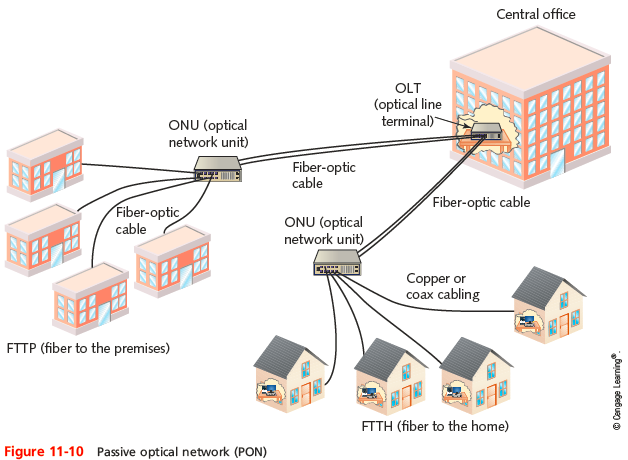 Central office
OLT
(optical line
terminal)
ONU (optical
network unit)
Fiber-optic
cable
Fiber-optic cable
Fiber-optic
cable
ONU (optical
network unit)
Copper or
coax cabling
FTTP (fiber to the premises)
FTTH (fiber to the home)
© Cengage Learning®.
Figure 11-10 Passive optical network (PON)